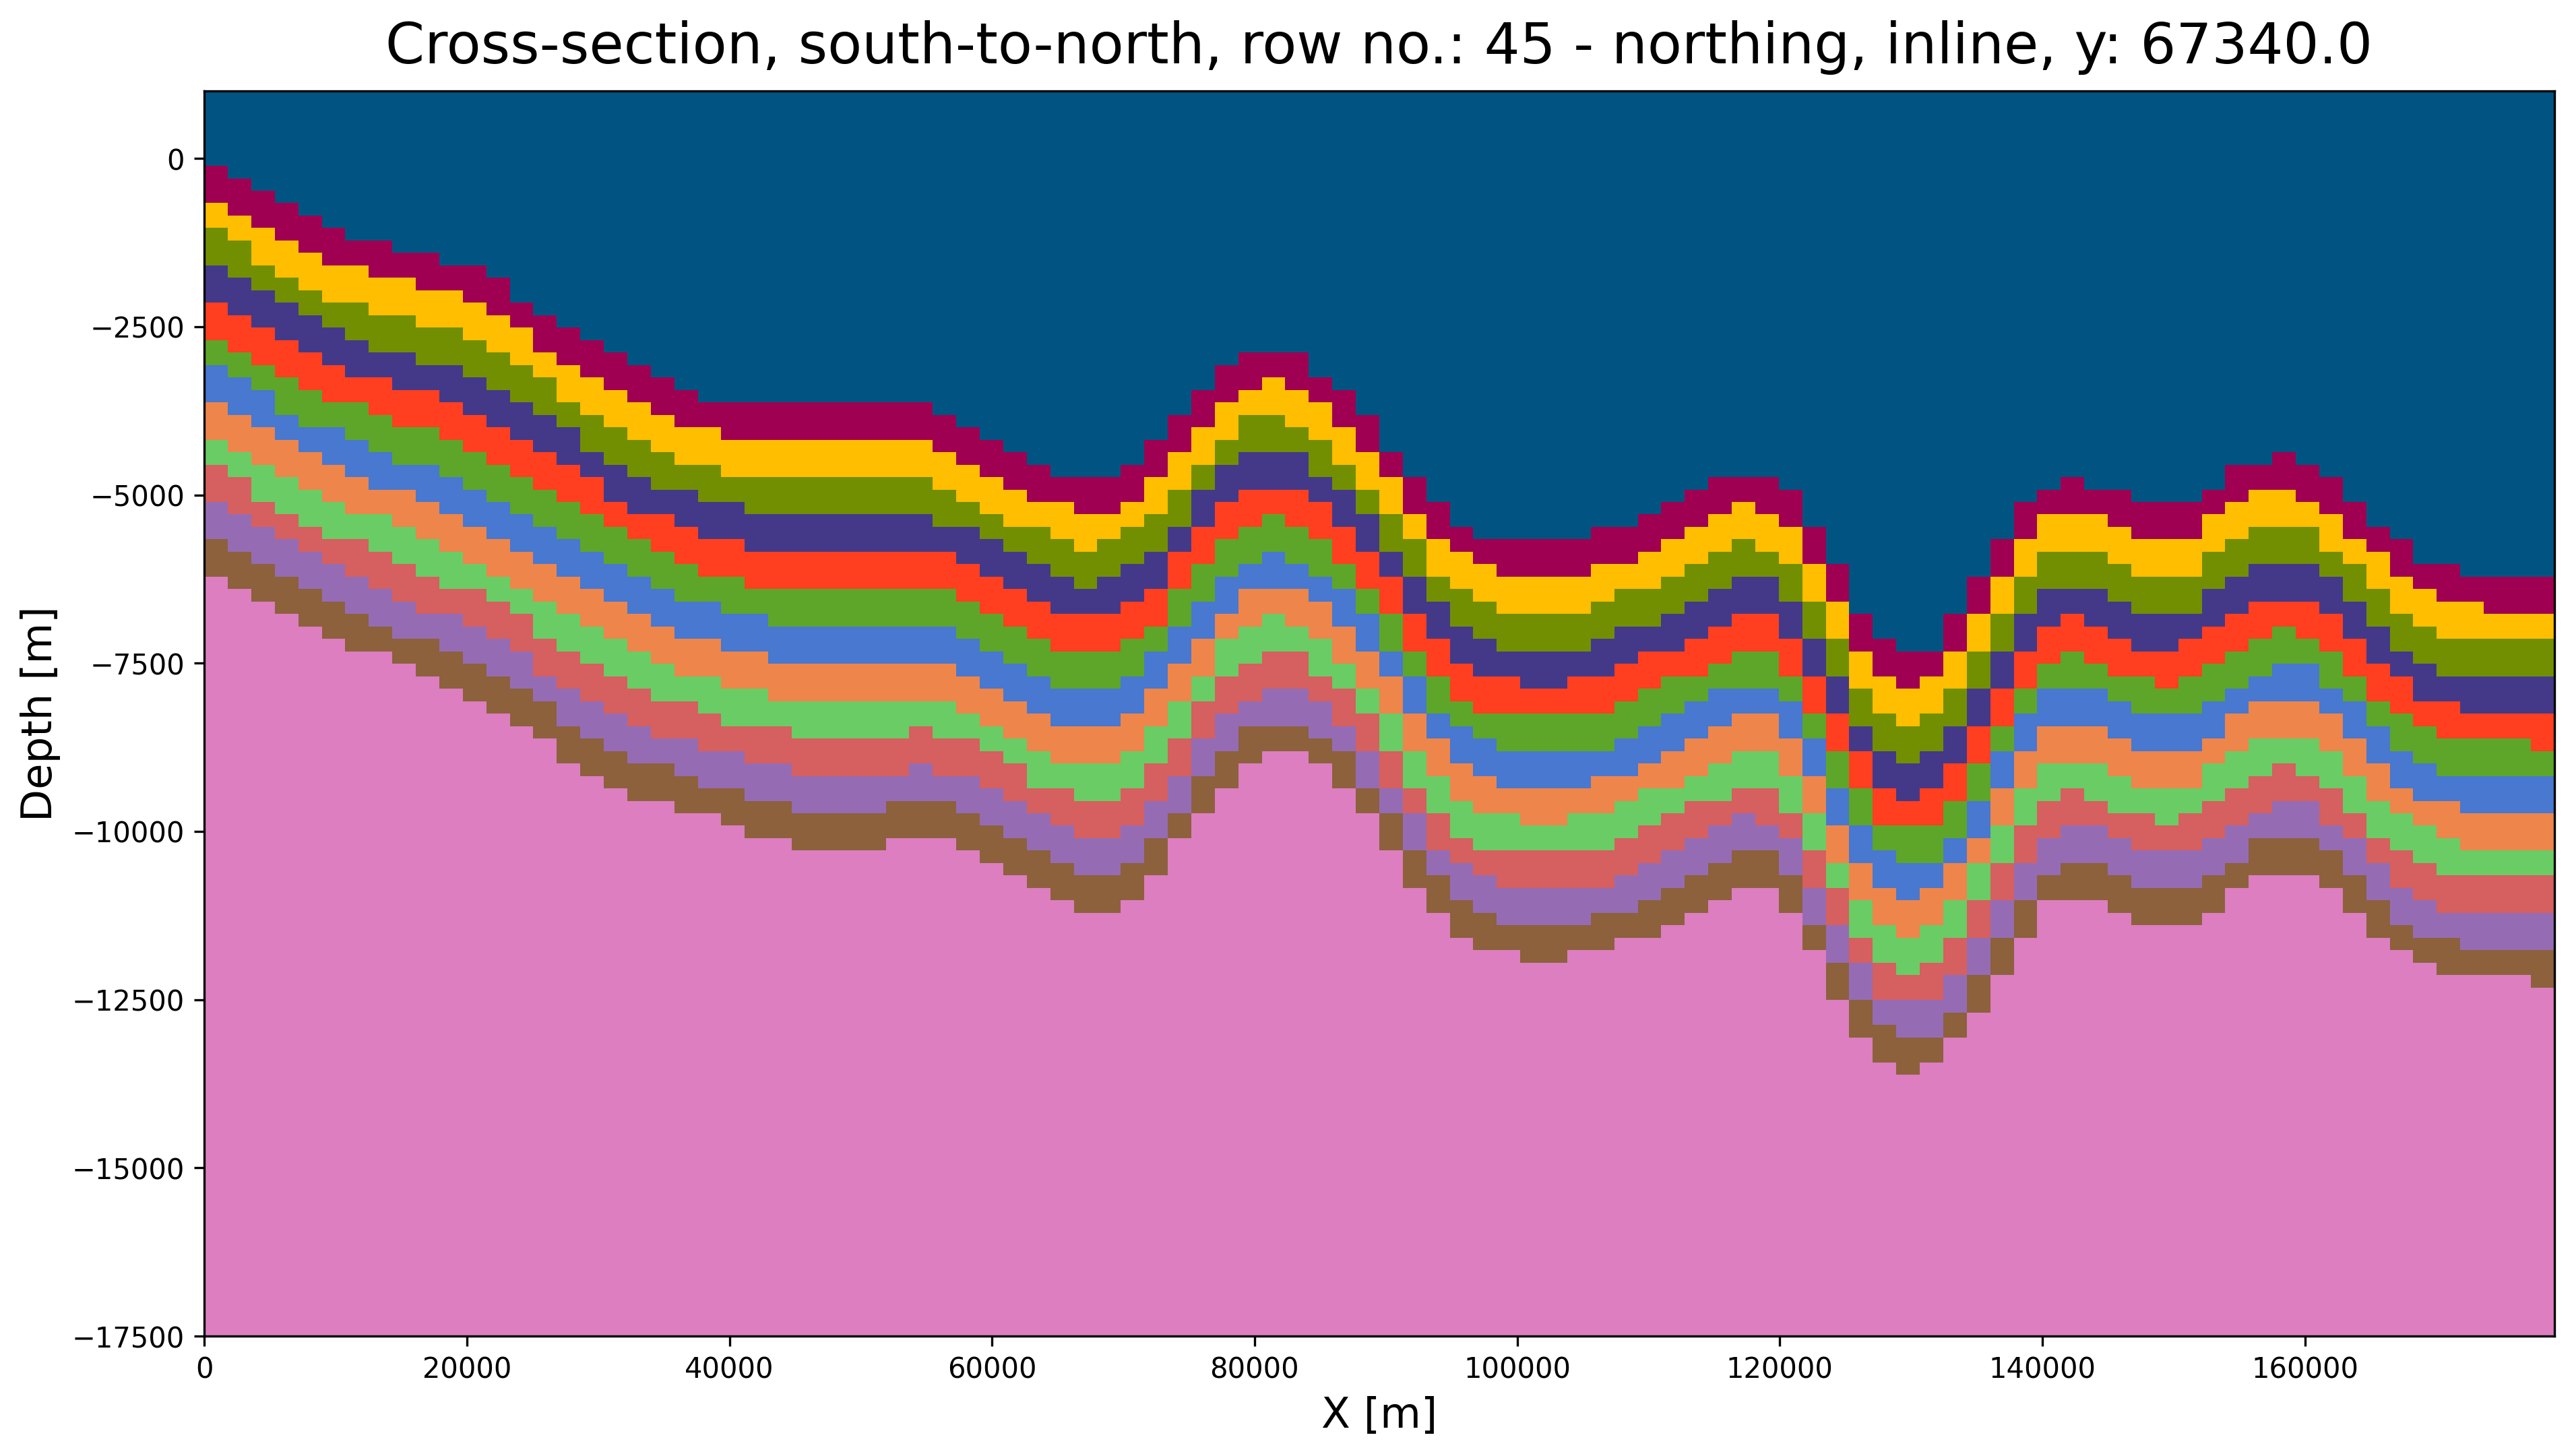 Cross-section, south-to-north, row no.: 45 - northing, inline, y: 67340.0
0
−2500
−5000
−7500
−10000
−12500
−15000
−17500
Depth [m]
0 20000 40000 60000 80000 100000 120000 140000 160000
X [m]